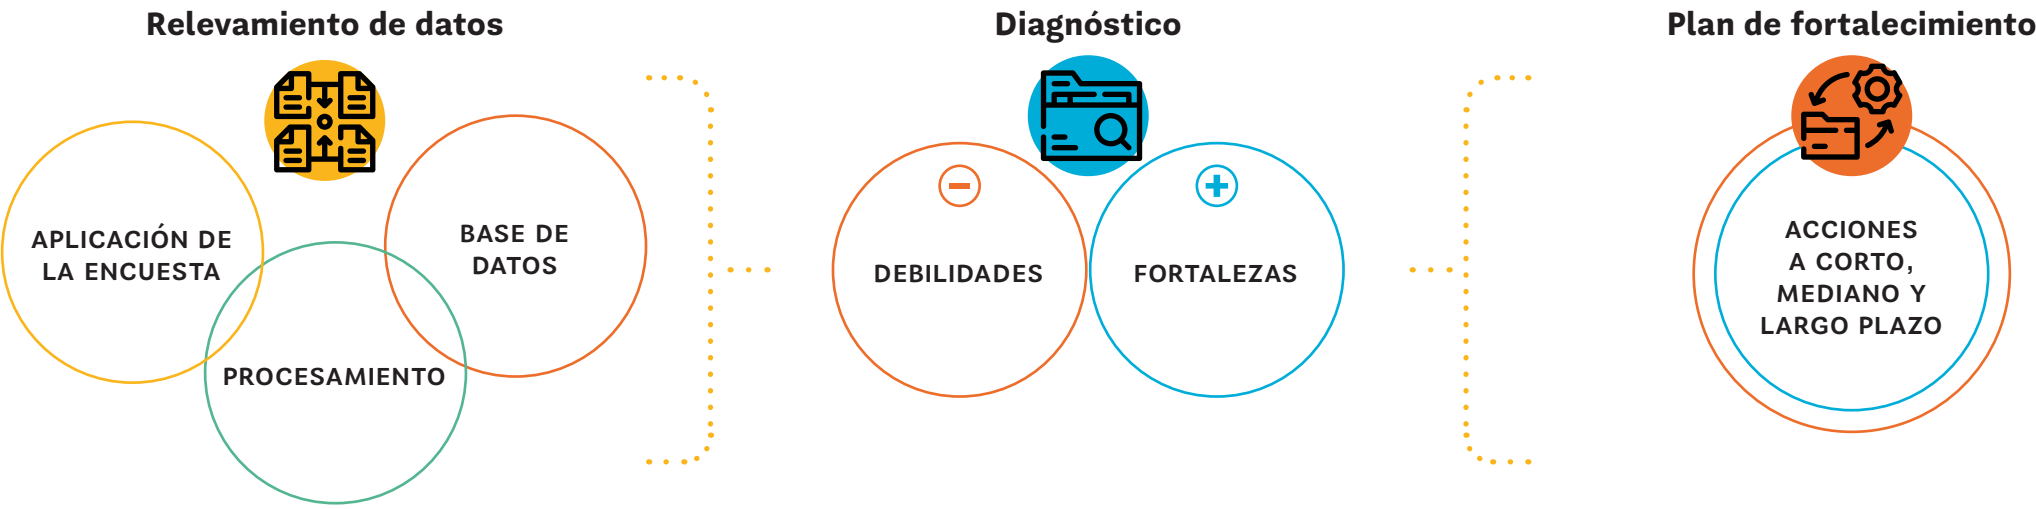 Relevamiento de datos
APLICACIÓN DE
LA ENCUESTA
PROCESAMIENTO
BASE DE
DATOS
Diagnóstico
DEBILIDADES
FORTALEZAS
Plan de fortalecimiento
ACCIONES
A CORTO,
MEDIANO Y
LARGO PLAZO